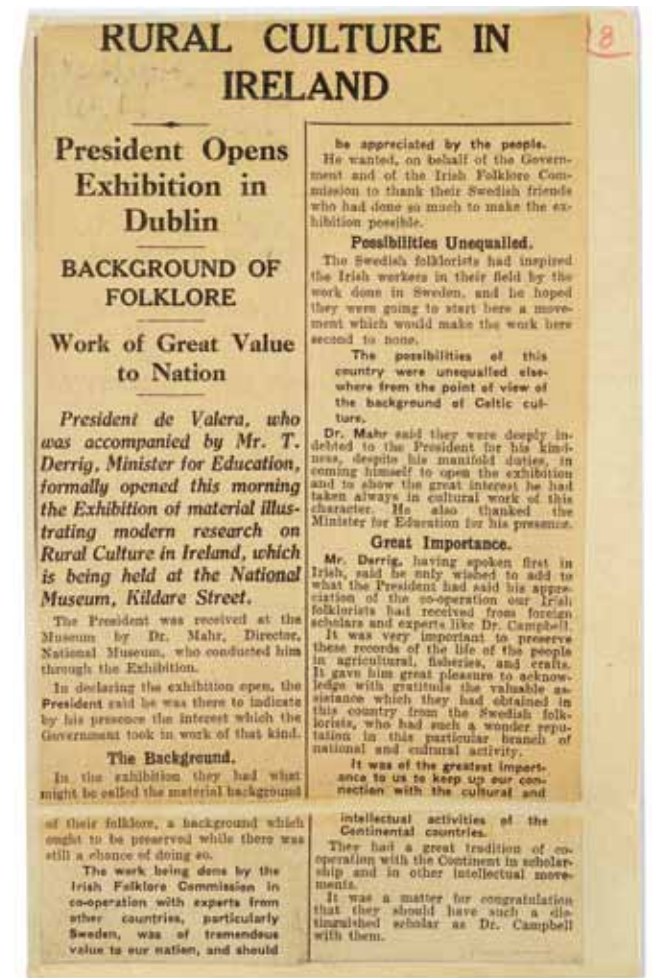 8
RURAL CULTURE IN
IRELAND
President Opens
Exhibition in
Dublin
BACKGROUND OF
FOLKLORE
Work of Great Value
to Nation
President de Valera, who
was accompanied by Mr. T.
Derrig, Minister for Education,
formally opened this morning
the Exhibition of material illus-
trating modern research on
Rural Culture in Ireland, which
is being held at the National
Museum, Kildare Street.
The President was received at the
Museum by Dr. Mahr, Director,
National Museum, who conducted him
through the Exhibition.
In declaring the exhibition open, the
President said he was there to indicate
by his presence the interest which the
Government took in work of that kind.
The Background.
In the exhibition they had what
might be called the material background
of their folklore, a background which
ought to be preserved while there was
still a chance of doing so.
The work being done by the
Irish Folklore Commission in
co-operation with experts from
other countries, particularly
Sweden, was of tremendous
value to our nation, and should
be appreciated by the people.
He wanted, on behalf of the Govern-
ment and of the Irish Folklore Com-
mission to thank their Swedish friends
who had done so much to make the ex-
hibition possible.
Possibilities Unequalled.
The Swedish folklorists had inspired
the Irish workers in their field by the
work done in Sweden, and he hoped
they were going to start here a move-
ment which would make the work here
second to none.
The possibilities of this
country were unequalled else-
where from the point of view of
the background of Celtic cul-
ture.
Dr. Mahr said they were deeply in-
debted to the President for his kind-
ness, despite his manifold duties, in
coming himself to open the exhibition
and to show the great interest he had
taken always in cultural work of this
character. He also thanked the
Minister for Education for his presence.
Great Importance.
Mr. Derrig, having spoken first in
Irish, said he only wished to add to
what the President had said his appre-
ciation of the co-operation our Irish
folklorists had received from foreign
scholars and experts like Dr. Campbell.
It was very important to preserve
these records of the life of the people
in agricultural, fisheries, and crafts.
It gave him great pleasure to acknow-
ledge with gratitude the valuable as-
sistance which they had obtained in
this country from the Swedish folk-
lorists, who had such a wonder repu-
tation in this particular branch of
national and cultural activity.
It was of the greatest import-
ance to us to keep up our con-
nection with the cultural and
intellectual activities of the
Continental countries.
They had a great tradition of co-
operation with the Continent in scholar-
ship and in other intellectual move-
ments.
It was a matter for congratulation
that they should have such a dis-
tinguished scholar as Dr. Campbell
with them.